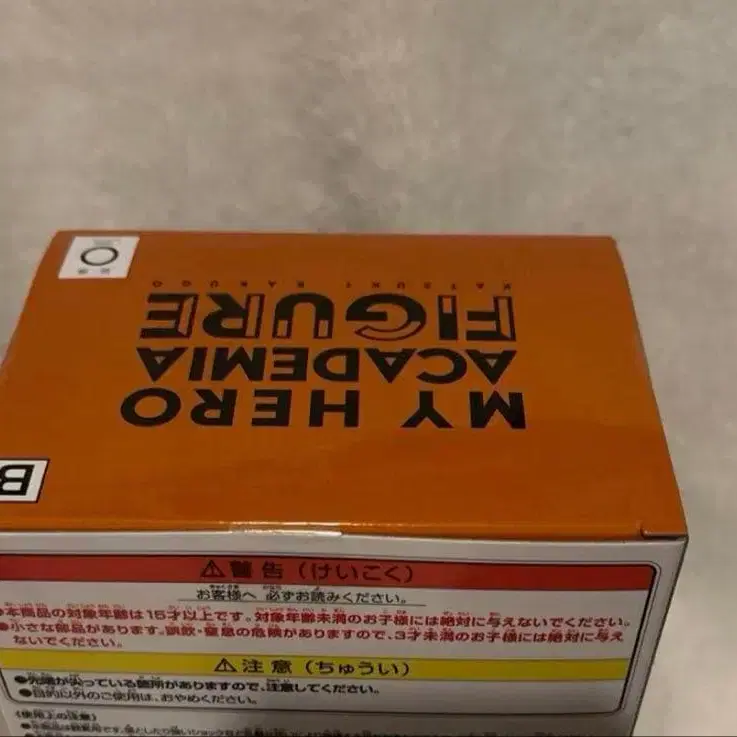 MY HERO
ACADEMIA
FIGURE
KATSUKI BAKUGO
B
⚠警告(けいこく)
お客様へ 必ずお読みください。
●本商品の対象年齢は15才以上です。対象年齢未満のお子様には絶対に与えないでください。
●小さな部品があります。誤飲・窒息の危険がありますので、3才未満のお子様には絶対に与え
ないでください。
⚠注意(ちゅうい)
●先端が尖っている箇所がありますので、注意してください。
●目的以外のご使用は、おやめください。
(使用上の注意)